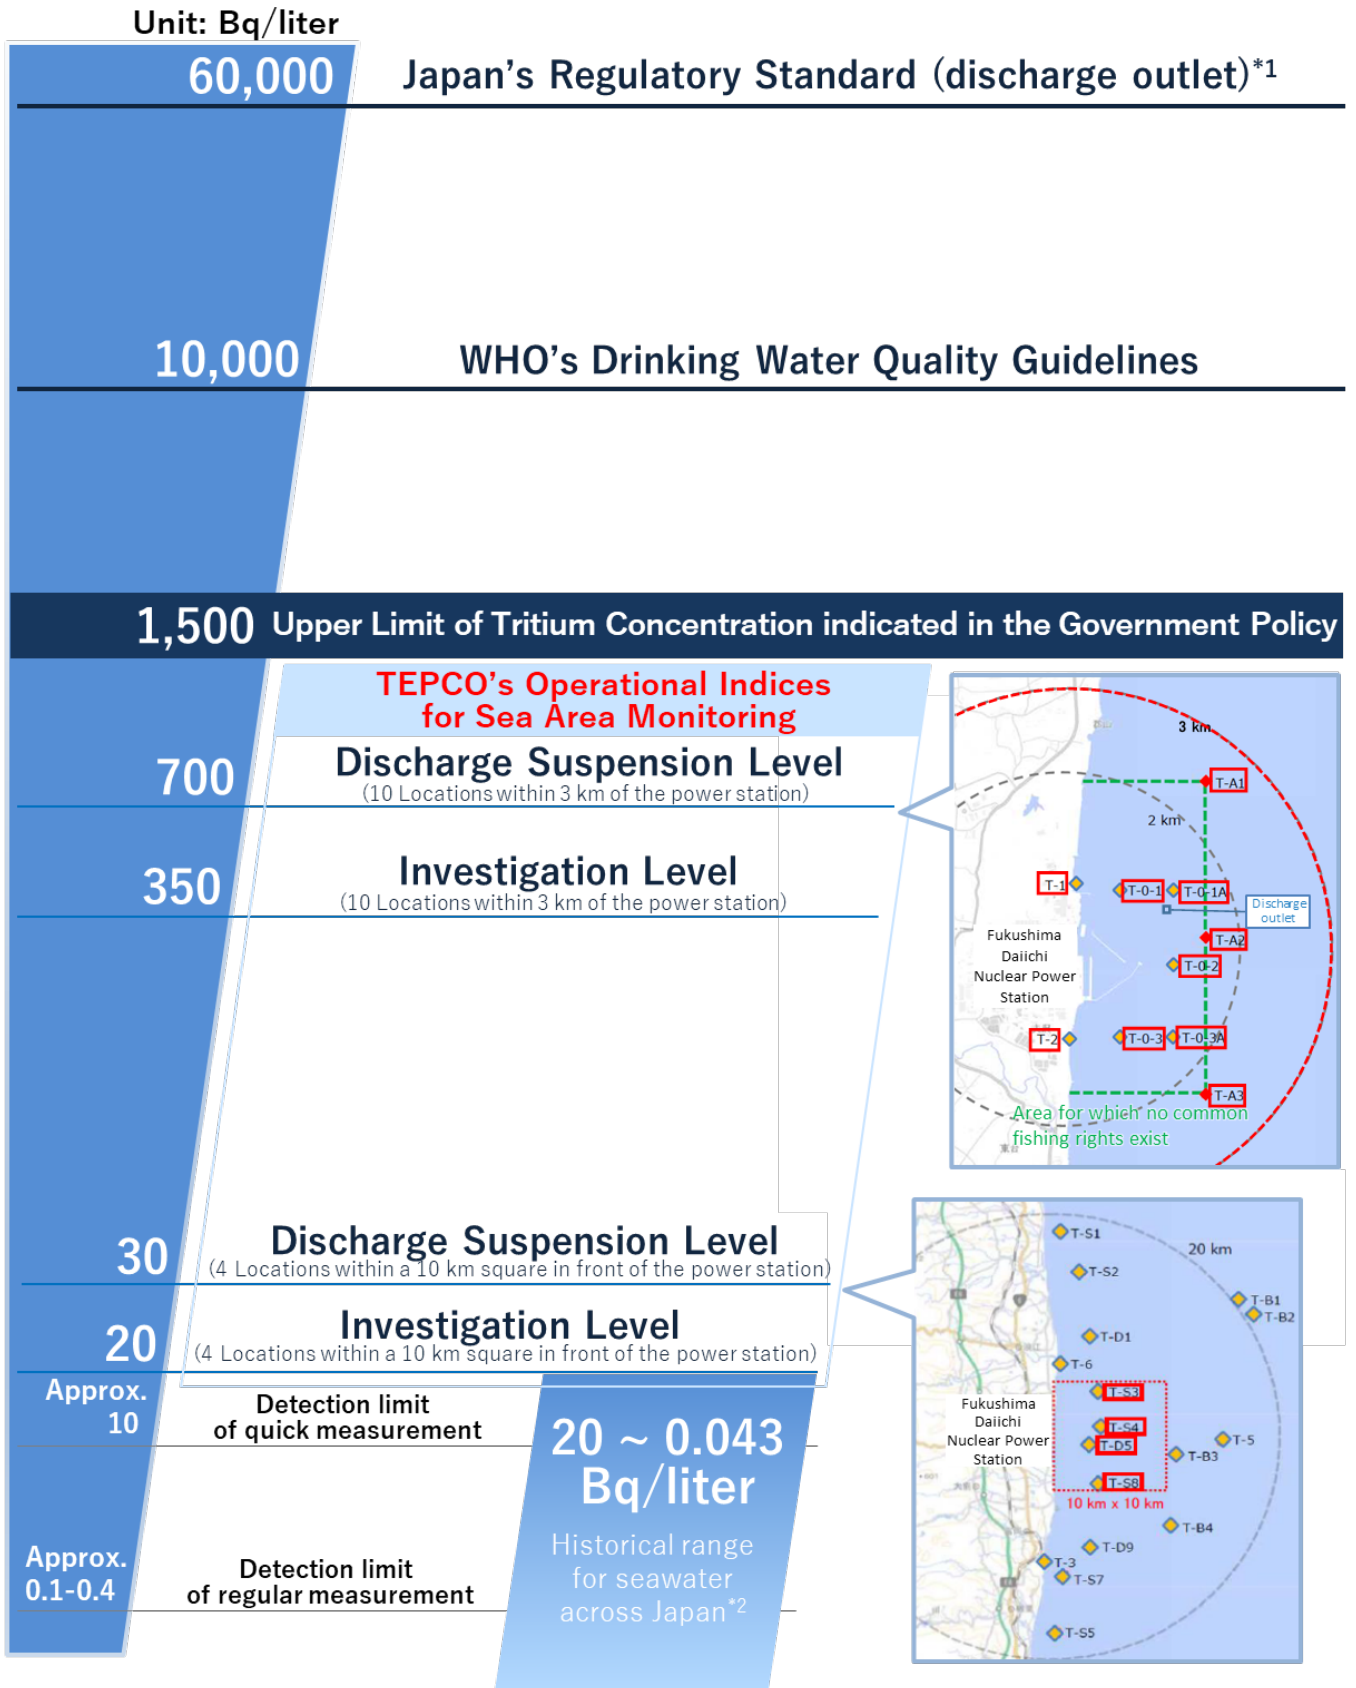 Unit: Bq/liter
60,000
Japan's Regulatory Standard (discharge outlet)*1
10,000
WHO's Drinking Water Quality Guidelines
1,500
Upper Limit of Tritium Concentration indicated in the Government Policy
TEPCO's Operational Indices
for Sea Area Monitoring
700
Discharge Suspension Level
(10 Locations within 3 km of the power station)
350
Investigation Level
(10 Locations within 3 km of the power station)
3 km
T-A1
2 km
T-1
T-0-1
T-0-1A
Discharge
outlet
T-A2
Fukushima
Daiichi
Nuclear Power
Station
T-0-2
T-2
T-0-3
T-0-3A
T-A3
Area for which no common
fishing rights exist
30
Discharge Suspension Level
(4 Locations within a 10 km square in front of the power station)
20
Investigation Level
(4 Locations within a 10 km square in front of the power station)
Approx.
10
Detection limit
of quick measurement
20 ~ 0.043
Bq/liter
Historical range
for seawater
across Japan*2
Approx.
0.1-0.4
Detection limit
of regular measurement
T-S1
20 km
T-S2
T-B1
T-B2
T-D1
T-6
T-S3
Fukushima
Daiichi
Nuclear Power
Station
T-S4
T-D5
T-5
T-B3
T-S8
10 km x 10 km
T-B4
T-D9
T-3
T-S7
T-S5